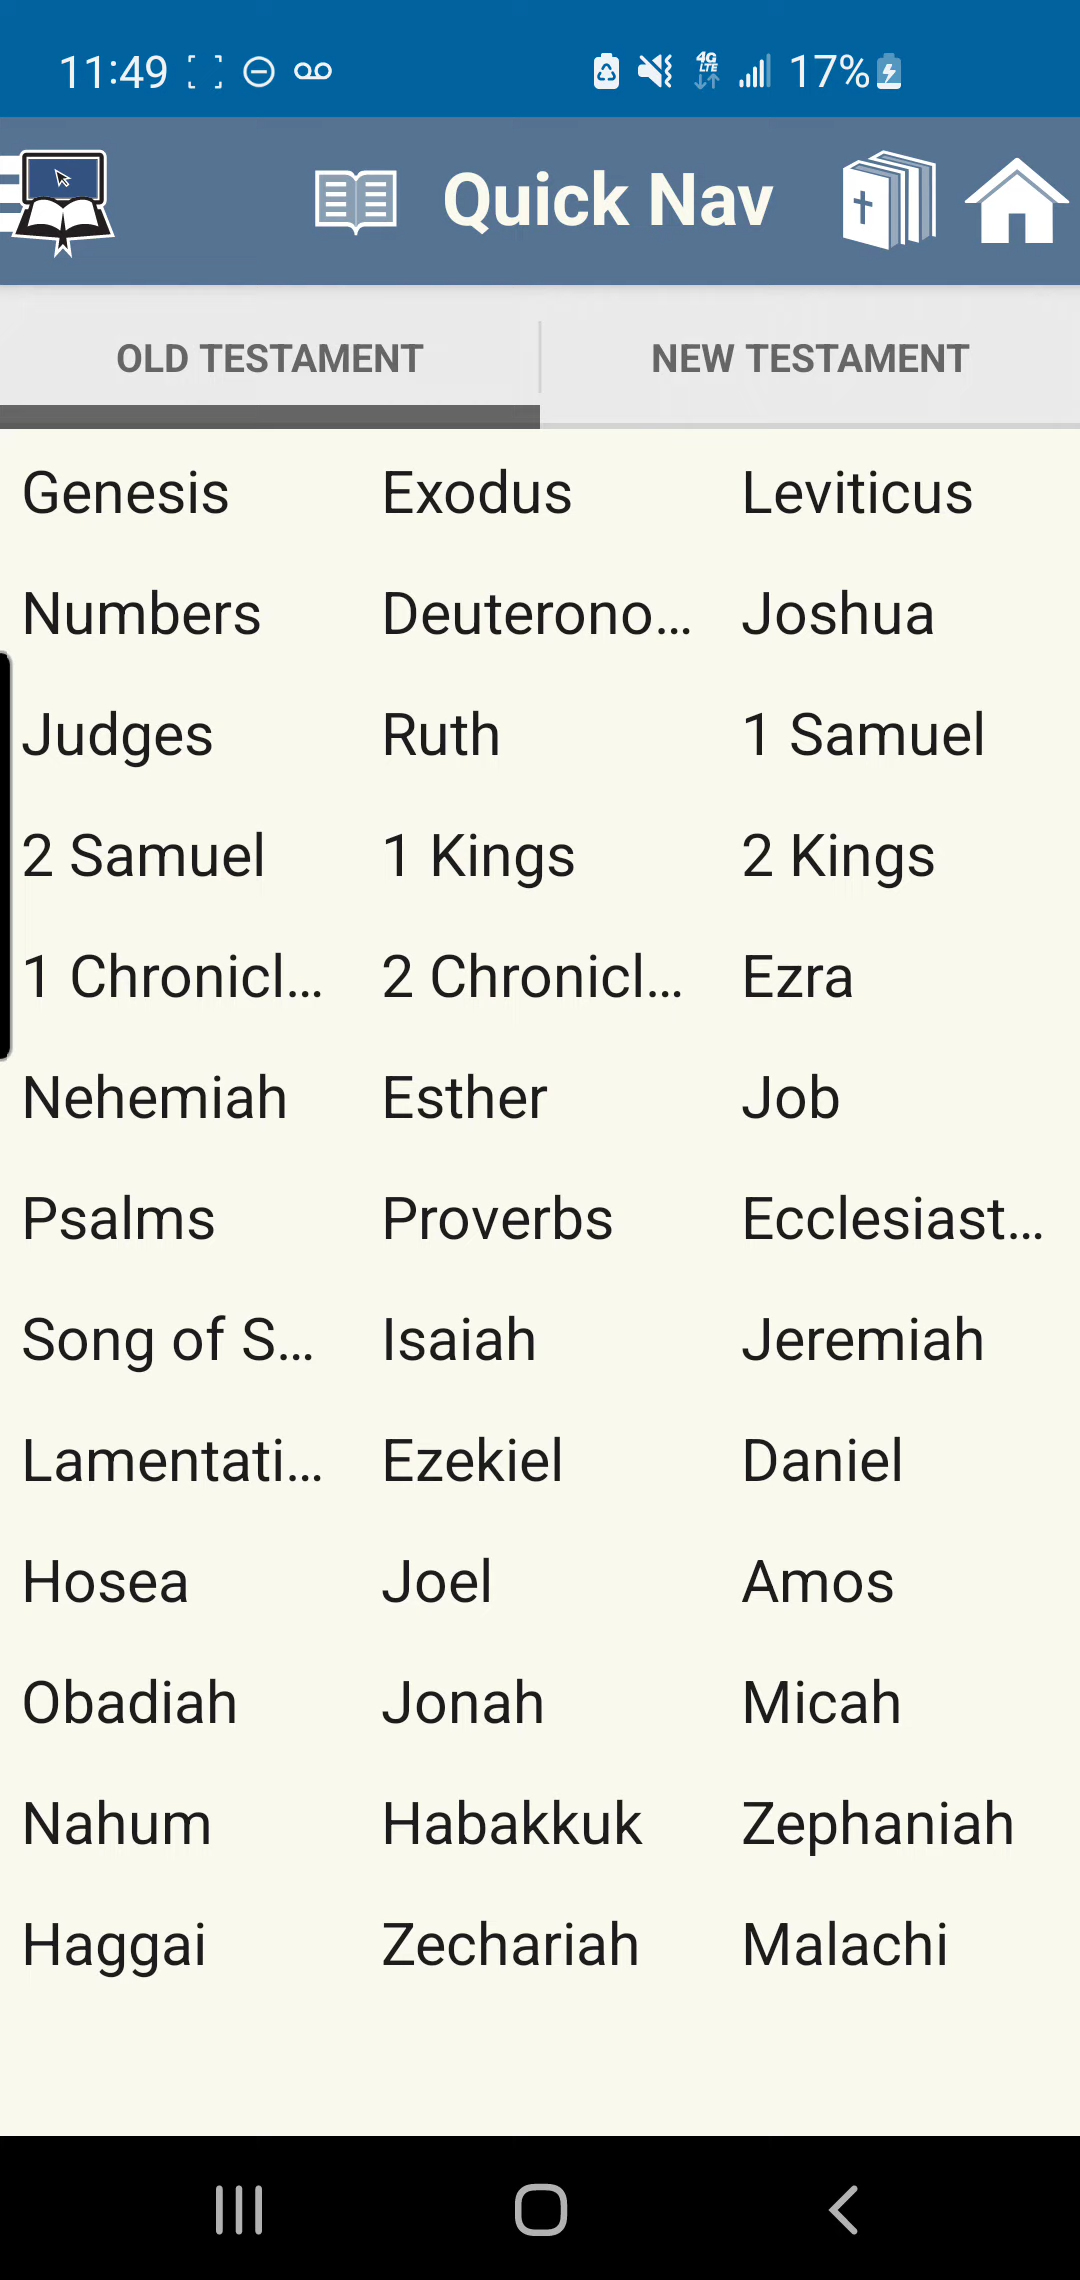 11:49 4G LTE 17%
Quick Nav
OLD TESTAMENT NEW TESTAMENT
Genesis Exodus Leviticus
Numbers Deuterono... Joshua
Judges Ruth 1 Samuel
2 Samuel 1 Kings 2 Kings
1 Chronicl... 2 Chronicl... Ezra
Nehemiah Esther Job
Psalms Proverbs Ecclesiast...
Song of S... Isaiah Jeremiah
Lamentati... Ezekiel Daniel
Hosea Joel Amos
Obadiah Jonah Micah
Nahum Habakkuk Zephaniah
Haggai Zechariah Malachi